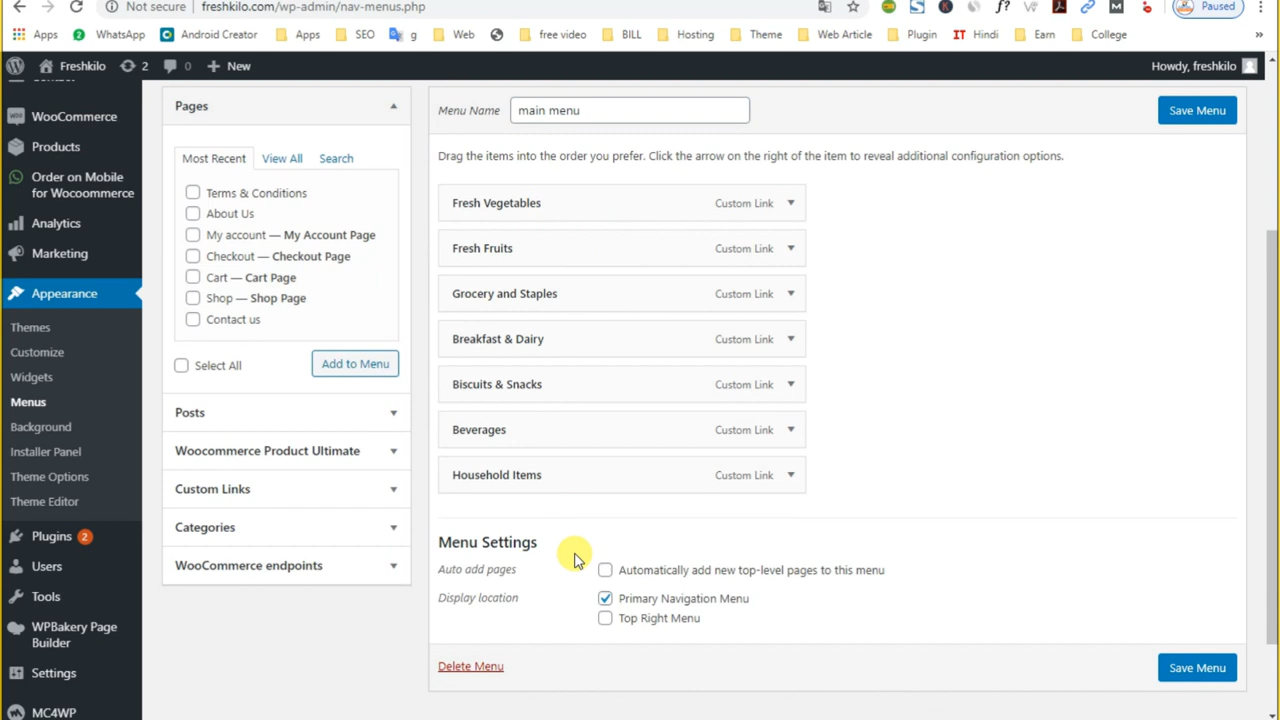 Not secure
freshkilo.com/wp-admin/nav-menus.php
Paused
Apps
WhatsApp
Android Creator
Apps
SEO
g
Web
free video
BILL
Hosting
Theme
Web Article
Plugin
IT Hindi
Earn
College
Freshkilo
2
0
New
Howdy, freshkilo
WooCommerce
Products
Order on Mobile
for Wocoommerce
Analytics
Marketing
Appearance
Themes
Customize
Widgets
Menus
Background
Installer Panel
Theme Options
Theme Editor
Plugins 2
Users
Tools
WPBakery Page
Builder
Settings
MC4WP
Pages
Most Recent
View All
Search
Terms & Conditions
About Us
My account — My Account Page
Checkout — Checkout Page
Cart — Cart Page
Shop — Shop Page
Contact us
Select All
Add to Menu
Posts
Woocommerce Product Ultimate
Custom Links
Categories
WooCommerce endpoints
Menu Name
main menu
Save Menu
Drag the items into the order you prefer. Click the arrow on the right of the item to reveal additional configuration options.
Fresh Vegetables Custom Link
Fresh Fruits Custom Link
Grocery and Staples Custom Link
Breakfast & Dairy Custom Link
Biscuits & Snacks Custom Link
Beverages Custom Link
Household Items Custom Link
Menu Settings
Auto add pages
Automatically add new top-level pages to this menu
Display location
Primary Navigation Menu
Top Right Menu
Delete Menu
Save Menu